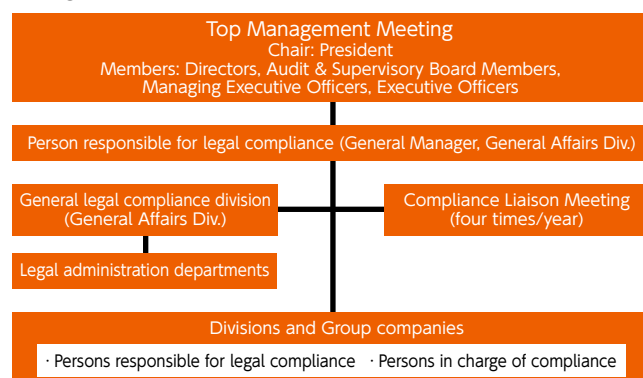 Top Management Meeting
Chair: President
Members: Directors, Audit & Supervisory Board Members,
Managing Executive Officers, Executive Officers
Person responsible for legal compliance (General Manager, General Affairs Div.)
General legal compliance division
(General Affairs Div.)
Compliance Liaison Meeting
(four times/year)
Legal administration departments
Divisions and Group companies
· Persons responsible for legal compliance · Persons in charge of compliance